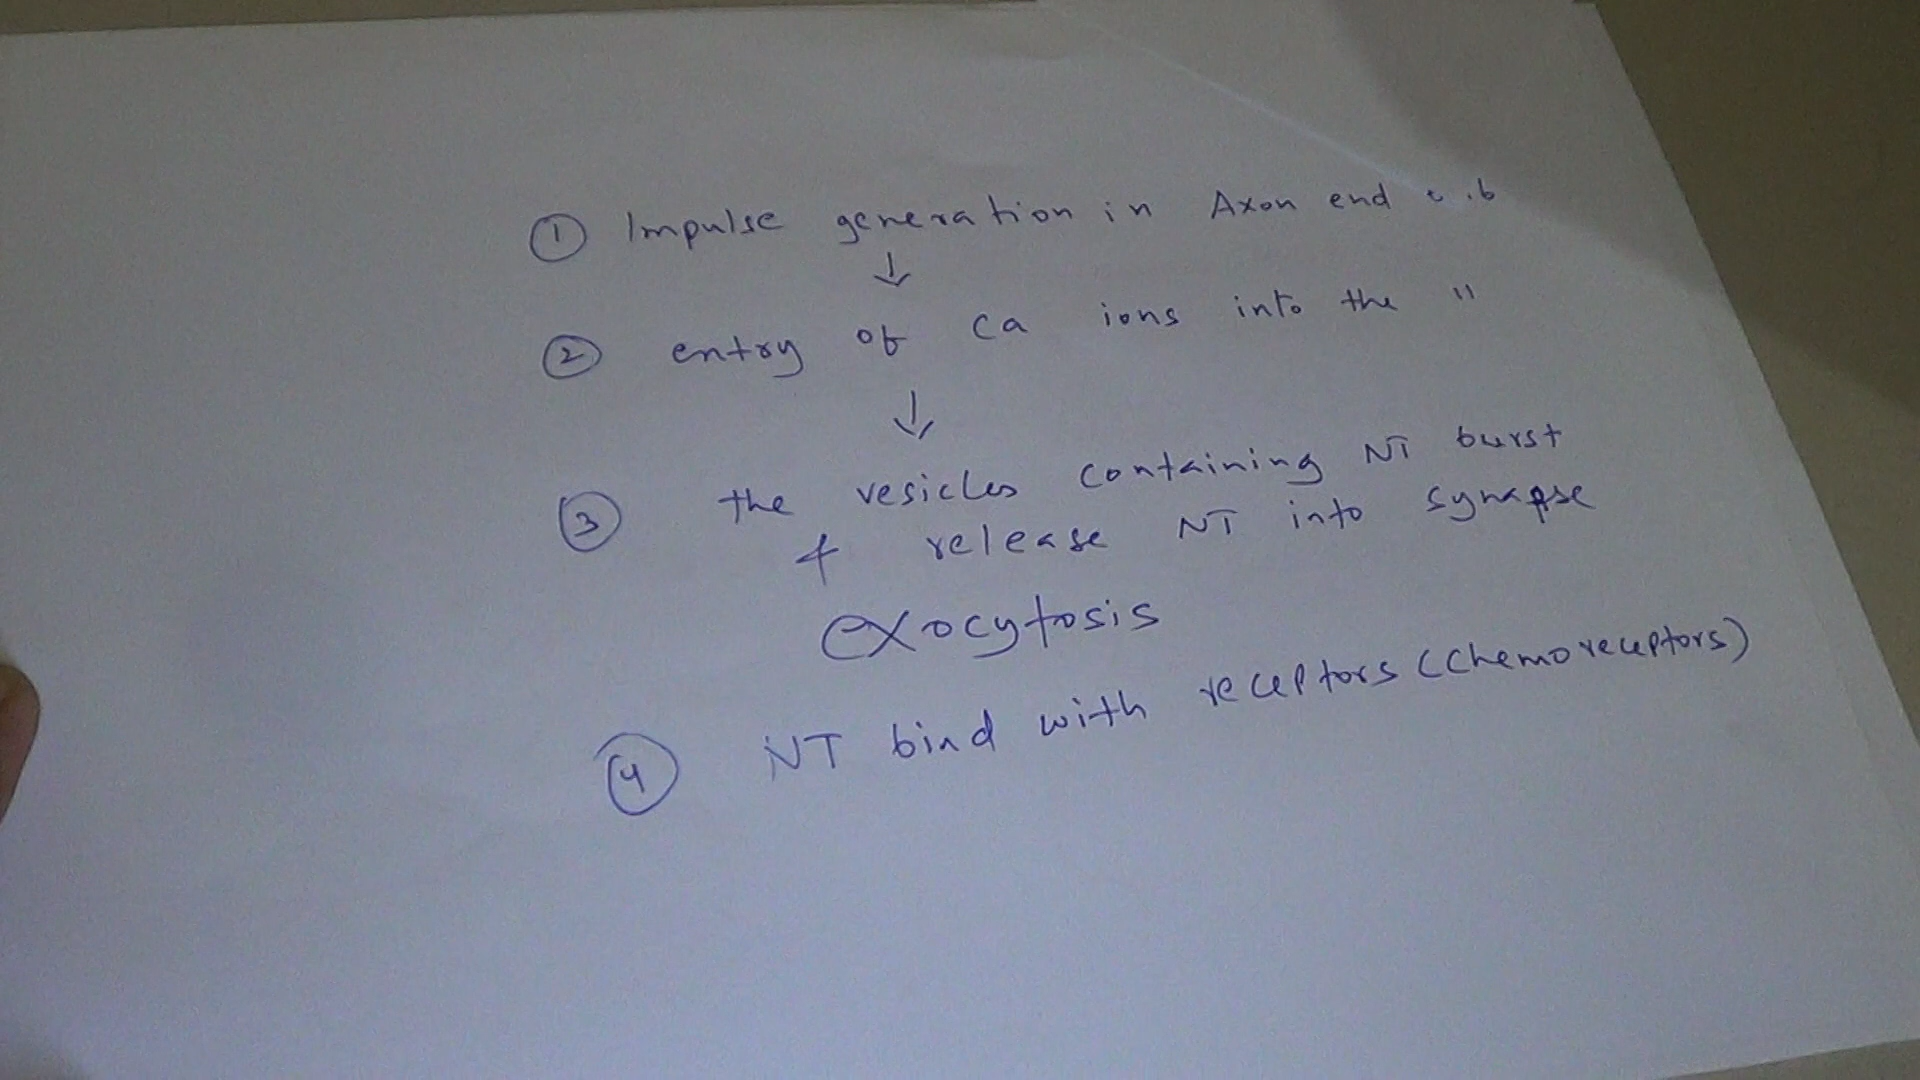 ① Impulse generation in Axon end
↓
② entry of Ca ions into the "
↓
③ the vesicles containing NT burst
& release NT into synapse
exocytosis
④ NT bind with receptors (Chemoreceptors)